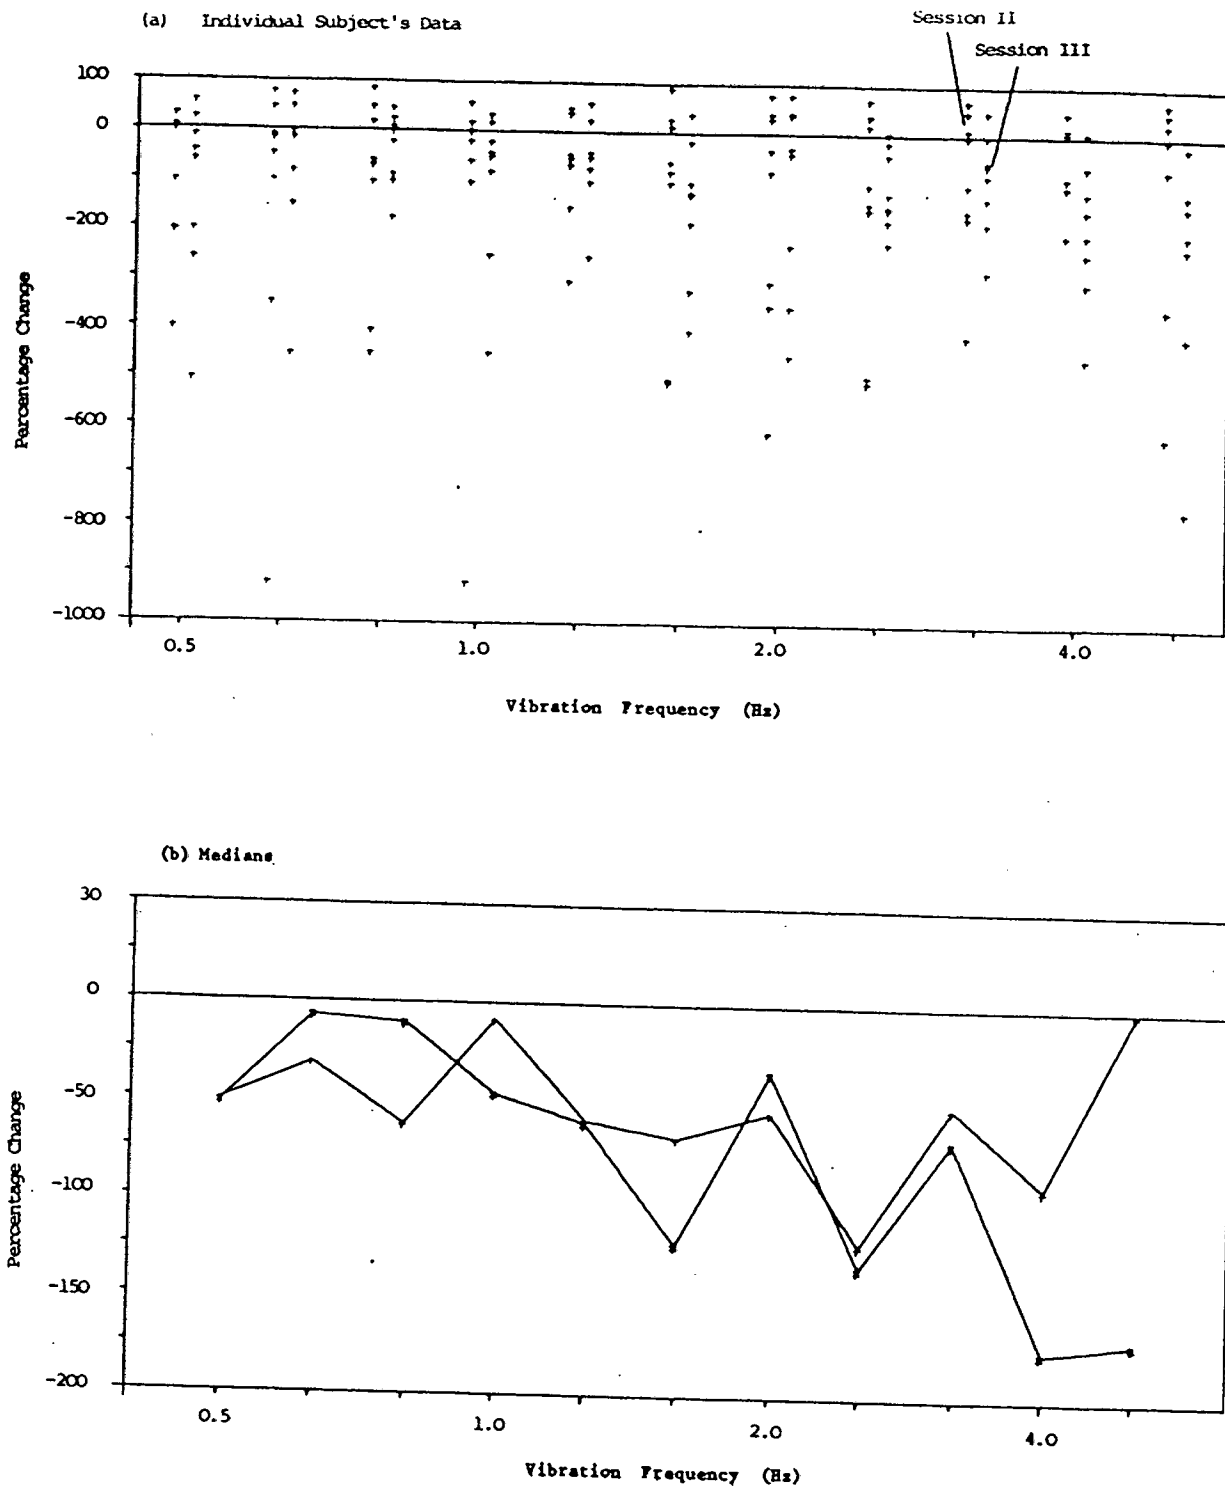 (a) Individual Subject's Data
Session II
Session III
100
0
-200
-400
-600
-800
-1000
Percentage Change
0.5 1.0 2.0 4.0
Vibration Frequency (Hz)
(b) Medians
30
0
-50
-100
-150
-200
Percentage Change
0.5 1.0 2.0 4.0
Vibration Frequency (Hz)